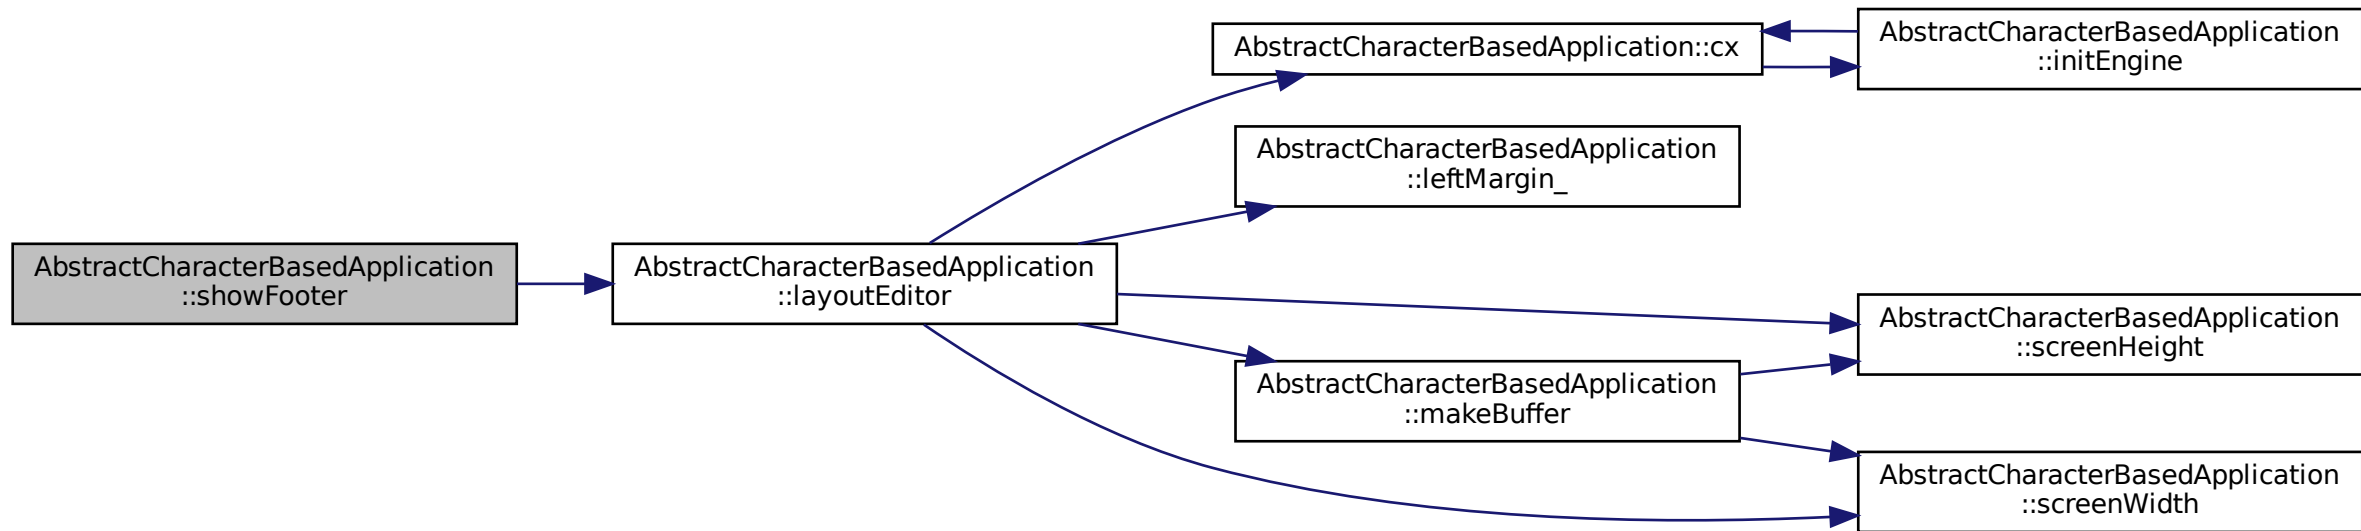 AbstractCharacterBasedApplication
::showFooter
AbstractCharacterBasedApplication
::layoutEditor
AbstractCharacterBasedApplication::cx
AbstractCharacterBasedApplication
::initEngine
AbstractCharacterBasedApplication
::leftMargin_
AbstractCharacterBasedApplication
::screenHeight
AbstractCharacterBasedApplication
::makeBuffer
AbstractCharacterBasedApplication
::screenWidth